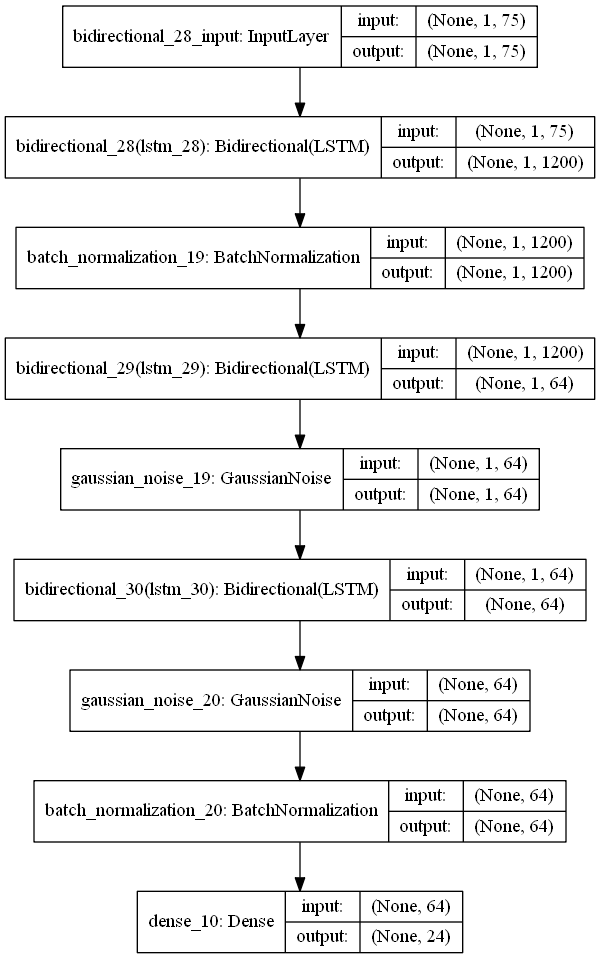 bidirectional_28_input: InputLayer
input: (None, 1, 75)
output: (None, 1, 75)
bidirectional_28(lstm_28): Bidirectional(LSTM)
input: (None, 1, 75)
output: (None, 1, 1200)
batch_normalization_19: BatchNormalization
input: (None, 1, 1200)
output: (None, 1, 1200)
bidirectional_29(lstm_29): Bidirectional(LSTM)
input: (None, 1, 1200)
output: (None, 1, 64)
gaussian_noise_19: GaussianNoise
input: (None, 1, 64)
output: (None, 1, 64)
bidirectional_30(lstm_30): Bidirectional(LSTM)
input: (None, 1, 64)
output: (None, 64)
gaussian_noise_20: GaussianNoise
input: (None, 64)
output: (None, 64)
batch_normalization_20: BatchNormalization
input: (None, 64)
output: (None, 64)
dense_10: Dense
input: (None, 64)
output: (None, 24)